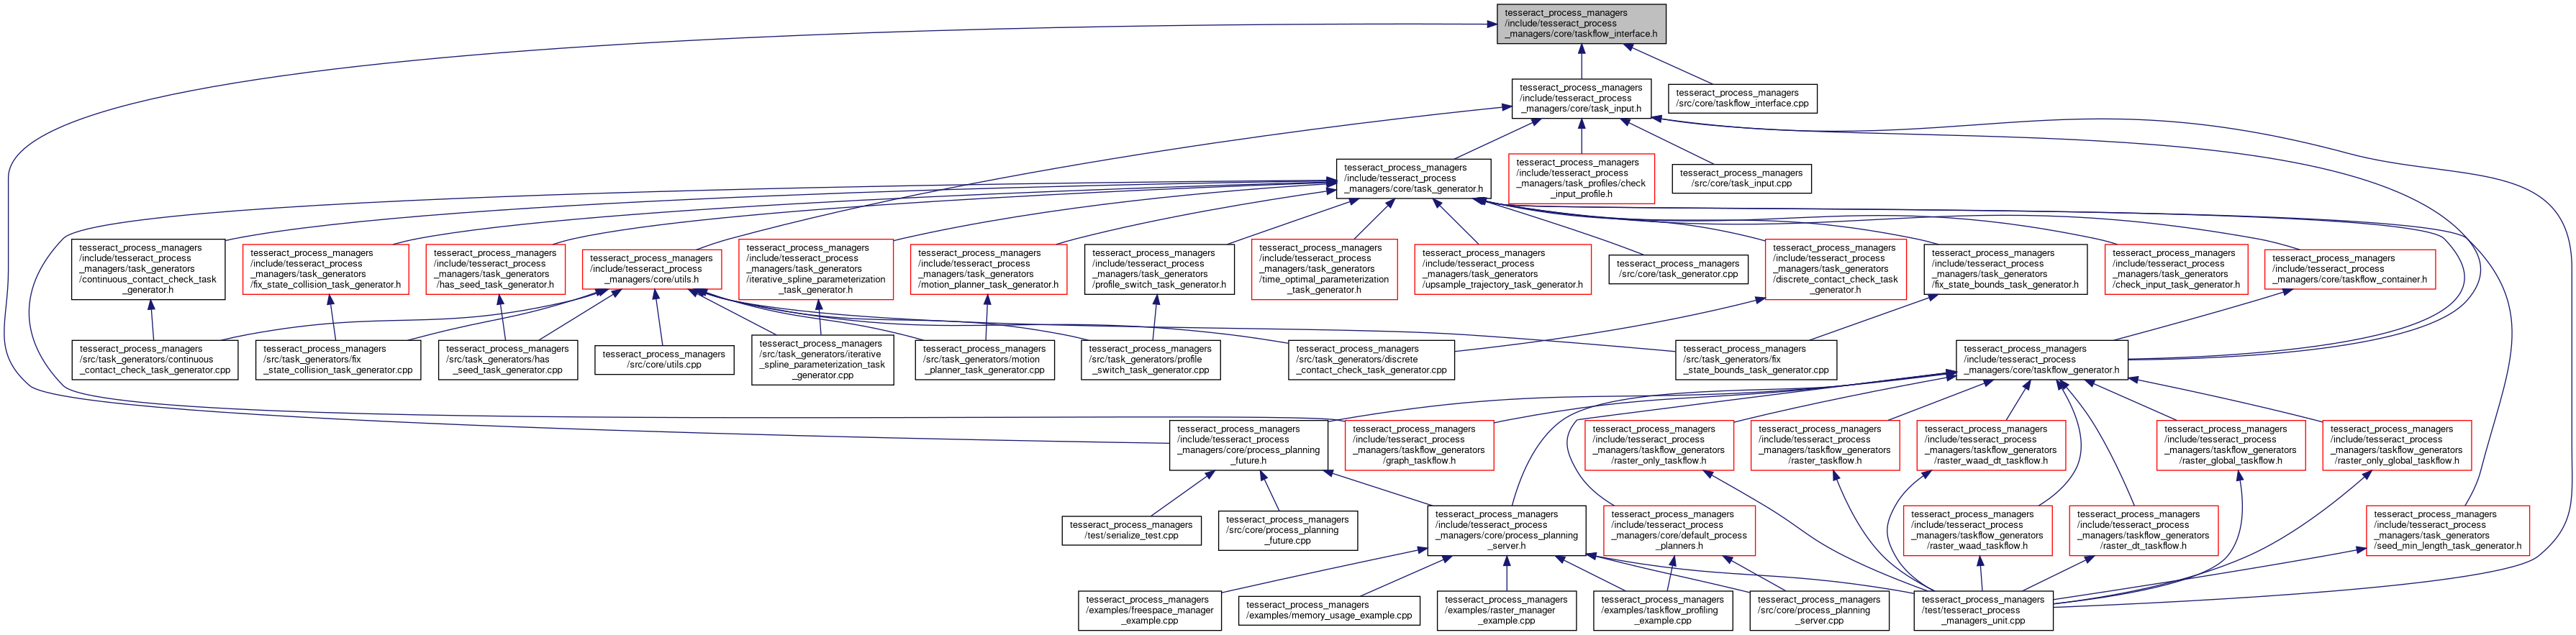 tesseract_process_managers
/include/tesseract_process
_managers/core/taskflow_interface.h
tesseract_process_managers
/include/tesseract_process
_managers/core/task_input.h
tesseract_process_managers
/src/core/taskflow_interface.cpp
tesseract_process_managers
/include/tesseract_process
_managers/core/task_generator.h
tesseract_process_managers
/include/tesseract_process
_managers/task_profiles/check
_input_profile.h
tesseract_process_managers
/src/core/task_input.cpp
tesseract_process_managers
/include/tesseract_process
_managers/task_generators
/continuous_contact_check_task
_generator.h
tesseract_process_managers
/include/tesseract_process
_managers/task_generators
/fix_state_collision_task_generator.h
tesseract_process_managers
/include/tesseract_process
_managers/task_generators
/has_seed_task_generator.h
tesseract_process_managers
/include/tesseract_process
_managers/core/utils.h
tesseract_process_managers
/include/tesseract_process
_managers/task_generators
/iterative_spline_parameterization
_task_generator.h
tesseract_process_managers
/include/tesseract_process
_managers/task_generators
/motion_planner_task_generator.h
tesseract_process_managers
/include/tesseract_process
_managers/task_generators
/profile_switch_task_generator.h
tesseract_process_managers
/include/tesseract_process
_managers/task_generators
/time_optimal_parameterization
_task_generator.h
tesseract_process_managers
/include/tesseract_process
_managers/task_generators
/upsample_trajectory_task_generator.h
tesseract_process_managers
/src/core/task_generator.cpp
tesseract_process_managers
/include/tesseract_process
_managers/task_generators
/discrete_contact_check_task
_generator.h
tesseract_process_managers
/include/tesseract_process
_managers/task_generators
/fix_state_bounds_task_generator.h
tesseract_process_managers
/include/tesseract_process
_managers/task_generators
/check_input_task_generator.h
tesseract_process_managers
/include/tesseract_process
_managers/core/taskflow_container.h
tesseract_process_managers
/src/task_generators/continuous
_contact_check_task_generator.cpp
tesseract_process_managers
/src/task_generators/fix
_state_collision_task_generator.cpp
tesseract_process_managers
/src/task_generators/has
_seed_task_generator.cpp
tesseract_process_managers
/src/core/utils.cpp
tesseract_process_managers
/src/task_generators/iterative
_spline_parameterization_task
_generator.cpp
tesseract_process_managers
/src/task_generators/motion
_planner_task_generator.cpp
tesseract_process_managers
/src/task_generators/profile
_switch_task_generator.cpp
tesseract_process_managers
/src/task_generators/discrete
_contact_check_task_generator.cpp
tesseract_process_managers
/src/task_generators/fix
_state_bounds_task_generator.cpp
tesseract_process_managers
/include/tesseract_process
_managers/core/taskflow_generator.h
tesseract_process_managers
/include/tesseract_process
_managers/core/process_planning
_future.h
tesseract_process_managers
/include/tesseract_process
_managers/taskflow_generators
/graph_taskflow.h
tesseract_process_managers
/include/tesseract_process
_managers/taskflow_generators
/raster_only_taskflow.h
tesseract_process_managers
/include/tesseract_process
_managers/taskflow_generators
/raster_taskflow.h
tesseract_process_managers
/include/tesseract_process
_managers/taskflow_generators
/raster_waad_dt_taskflow.h
tesseract_process_managers
/include/tesseract_process
_managers/taskflow_generators
/raster_global_taskflow.h
tesseract_process_managers
/include/tesseract_process
_managers/taskflow_generators
/raster_only_global_taskflow.h
tesseract_process_managers
/test/serialize_test.cpp
tesseract_process_managers
/src/core/process_planning
_future.cpp
tesseract_process_managers
/include/tesseract_process
_managers/core/process_planning
_server.h
tesseract_process_managers
/include/tesseract_process
_managers/core/default_process
_planners.h
tesseract_process_managers
/include/tesseract_process
_managers/taskflow_generators
/raster_waad_taskflow.h
tesseract_process_managers
/include/tesseract_process
_managers/taskflow_generators
/raster_dt_taskflow.h
tesseract_process_managers
/include/tesseract_process
_managers/task_generators
/seed_min_length_task_generator.h
tesseract_process_managers
/examples/freespace_manager
_example.cpp
tesseract_process_managers
/examples/memory_usage_example.cpp
tesseract_process_managers
/examples/raster_manager
_example.cpp
tesseract_process_managers
/examples/taskflow_profiling
_example.cpp
tesseract_process_managers
/src/core/process_planning
_server.cpp
tesseract_process_managers
/test/tesseract_process
_managers_unit.cpp